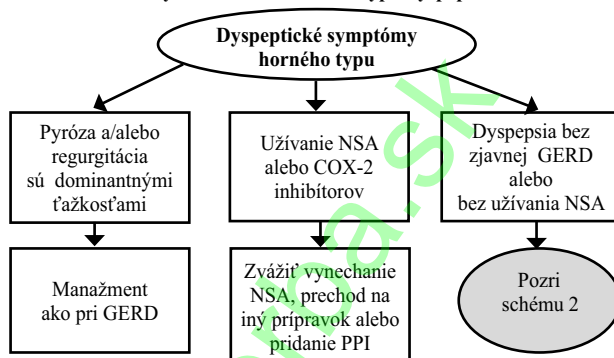 Dyspeptické symptómy
horného typu
Pyróza a/alebo
regurgitácia
sú dominantnými
ťažkosťami
Užívanie NSA
alebo COX-2
inhibítorov
Dyspepsia bez
zjavnej GERD
alebo
bez užívania NSA
Manažment
ako pri GERD
Zvážiť vynechanie
NSA, prechod na
iný prípravok alebo
pridanie PPI
Pozri
schému 2